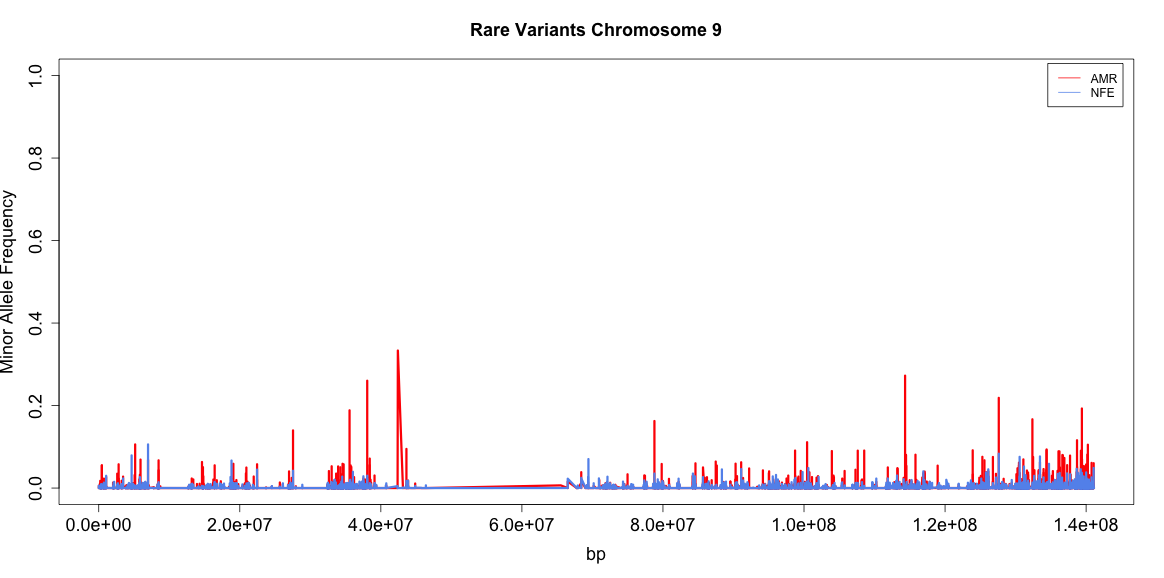 Rare Variants Chromosome 9
AMR
NFE
Minor Allele Frequency
1.0
0.8
0.6
0.4
0.2
0.0
0.0e+00 2.0e+07 4.0e+07 6.0e+07 8.0e+07 1.0e+08 1.2e+08 1.4e+08
bp